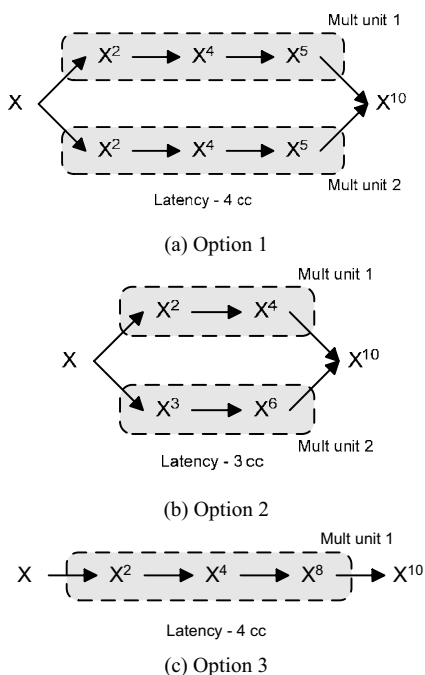 Mult unit 1
X² X⁴ X⁵
X X¹⁰
X² X⁴ X⁵
Mult unit 2
Latency - 4 cc
(a) Option 1
Mult unit 1
X² X⁴
X X¹⁰
X³ X⁶
Mult unit 2
Latency - 3 cc
(b) Option 2
Mult unit 1
X X² X⁴ X⁸ X¹⁰
Latency - 4 cc
(c) Option 3